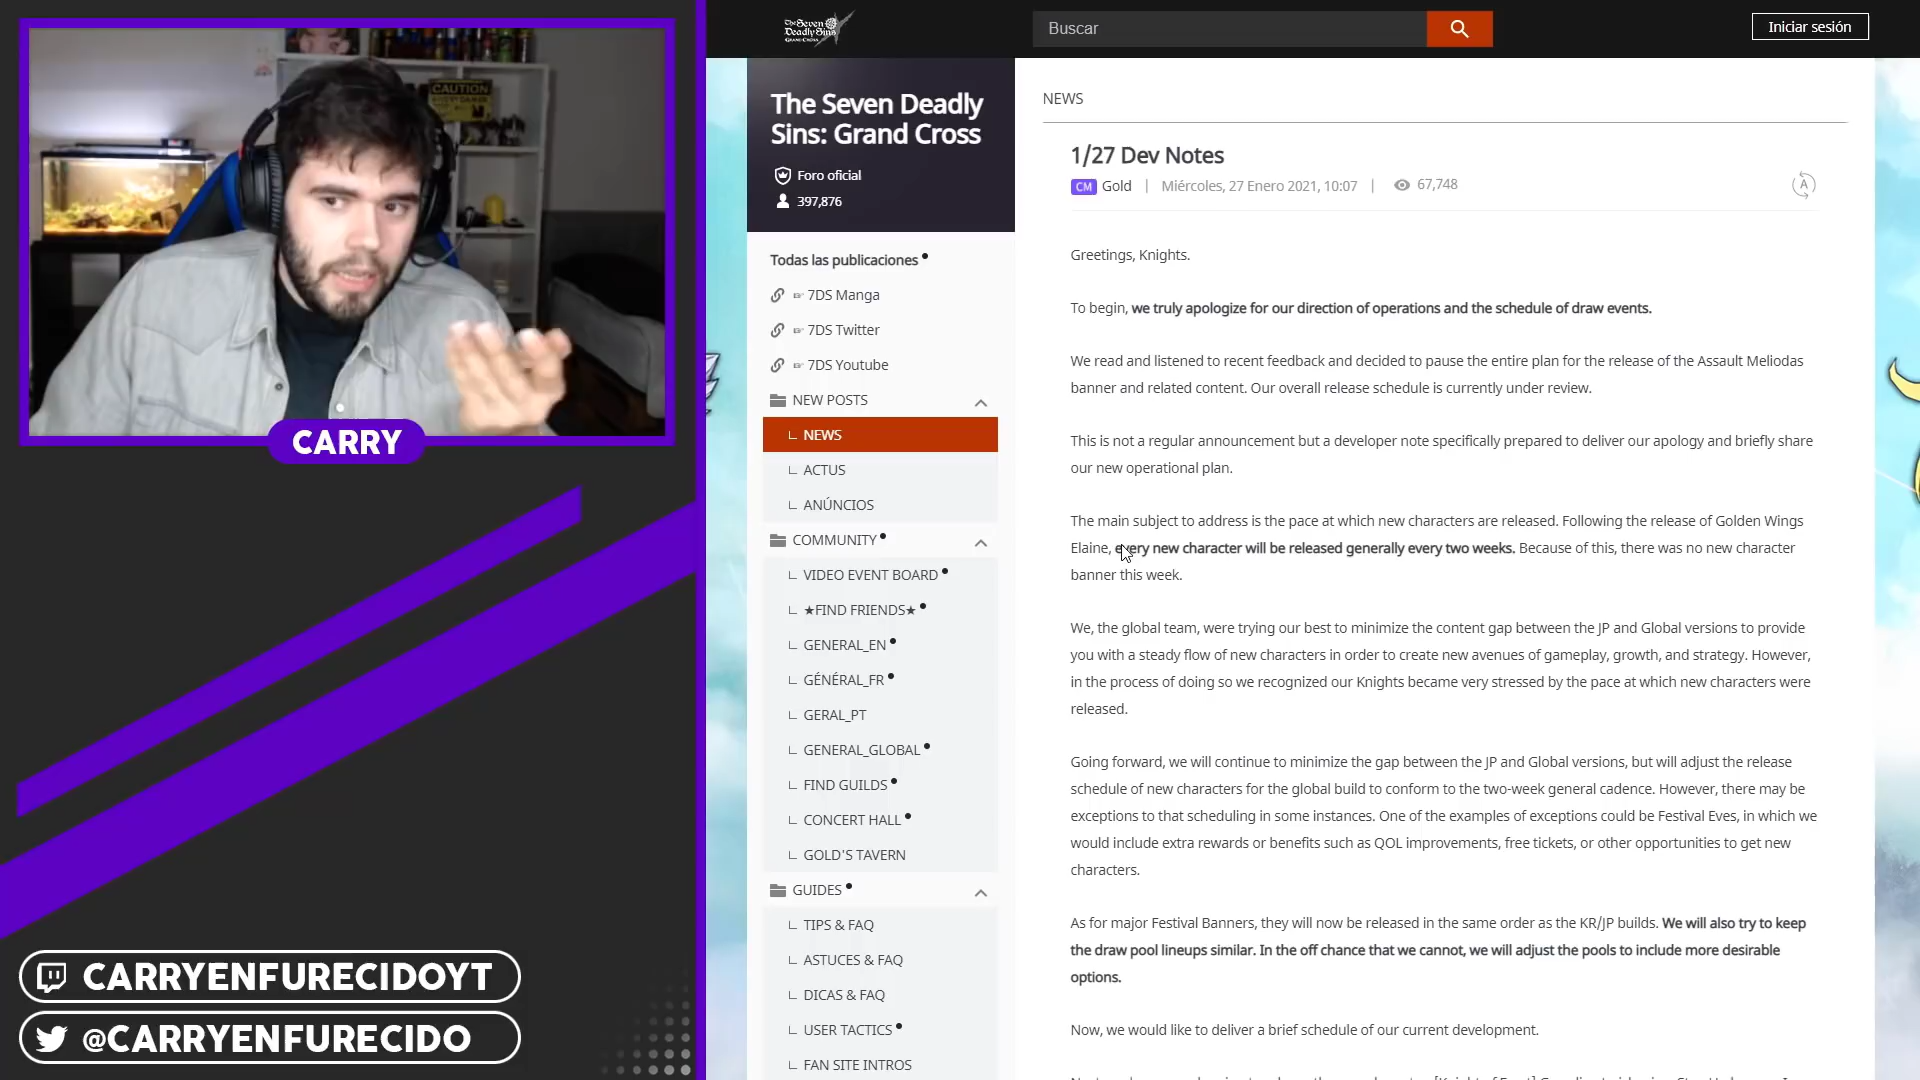 CAUTION
CARRY
CARRYENFURECIDOYT
@CARRYENFURECIDO
The Seven
Deadly Sins
GRAND CROSS
Buscar
Iniciar sesión
The Seven Deadly
Sins: Grand Cross
Foro oficial
397,876
Todas las publicaciones
7DS Manga
7DS Twitter
7DS Youtube
NEW POSTS
NEWS
ACTUS
ANÚNCIOS
COMMUNITY
VIDEO EVENT BOARD
★FIND FRIENDS★
GENERAL_EN
GÉNÉRAL_FR
GERAL_PT
GENERAL_GLOBAL
FIND GUILDS
CONCERT HALL
GOLD'S TAVERN
GUIDES
TIPS & FAQ
ASTUCES & FAQ
DICAS & FAQ
USER TACTICS
FAN SITE INTROS
NEWS
1/27 Dev Notes
CM Gold | Miércoles, 27 Enero 2021, 10:07 | 67,748
A
Greetings, Knights.
To begin, we truly apologize for our direction of operations and the schedule of draw events.
We read and listened to recent feedback and decided to pause the entire plan for the release of the Assault Meliodas
banner and related content. Our overall release schedule is currently under review.
This is not a regular announcement but a developer note specifically prepared to deliver our apology and briefly share
our new operational plan.
The main subject to address is the pace at which new characters are released. Following the release of Golden Wings
Elaine, every new character will be released generally every two weeks. Because of this, there was no new character
banner this week.
We, the global team, were trying our best to minimize the content gap between the JP and Global versions to provide
you with a steady flow of new characters in order to create new avenues of gameplay, growth, and strategy. However,
in the process of doing so we recognized our Knights became very stressed by the pace at which new characters were
released.
Going forward, we will continue to minimize the gap between the JP and Global versions, but will adjust the release
schedule of new characters for the global build to conform to the two-week general cadence. However, there may be
exceptions to that scheduling in some instances. One of the examples of exceptions could be Festival Eves, in which we
would include extra rewards or benefits such as QOL improvements, free tickets, or other opportunities to get new
characters.
As for major Festival Banners, they will now be released in the same order as the KR/JP builds. We will also try to keep
the draw pool lineups similar. In the off chance that we cannot, we will adjust the pools to include more desirable
options.
Now, we would like to deliver a brief schedule of our current development.